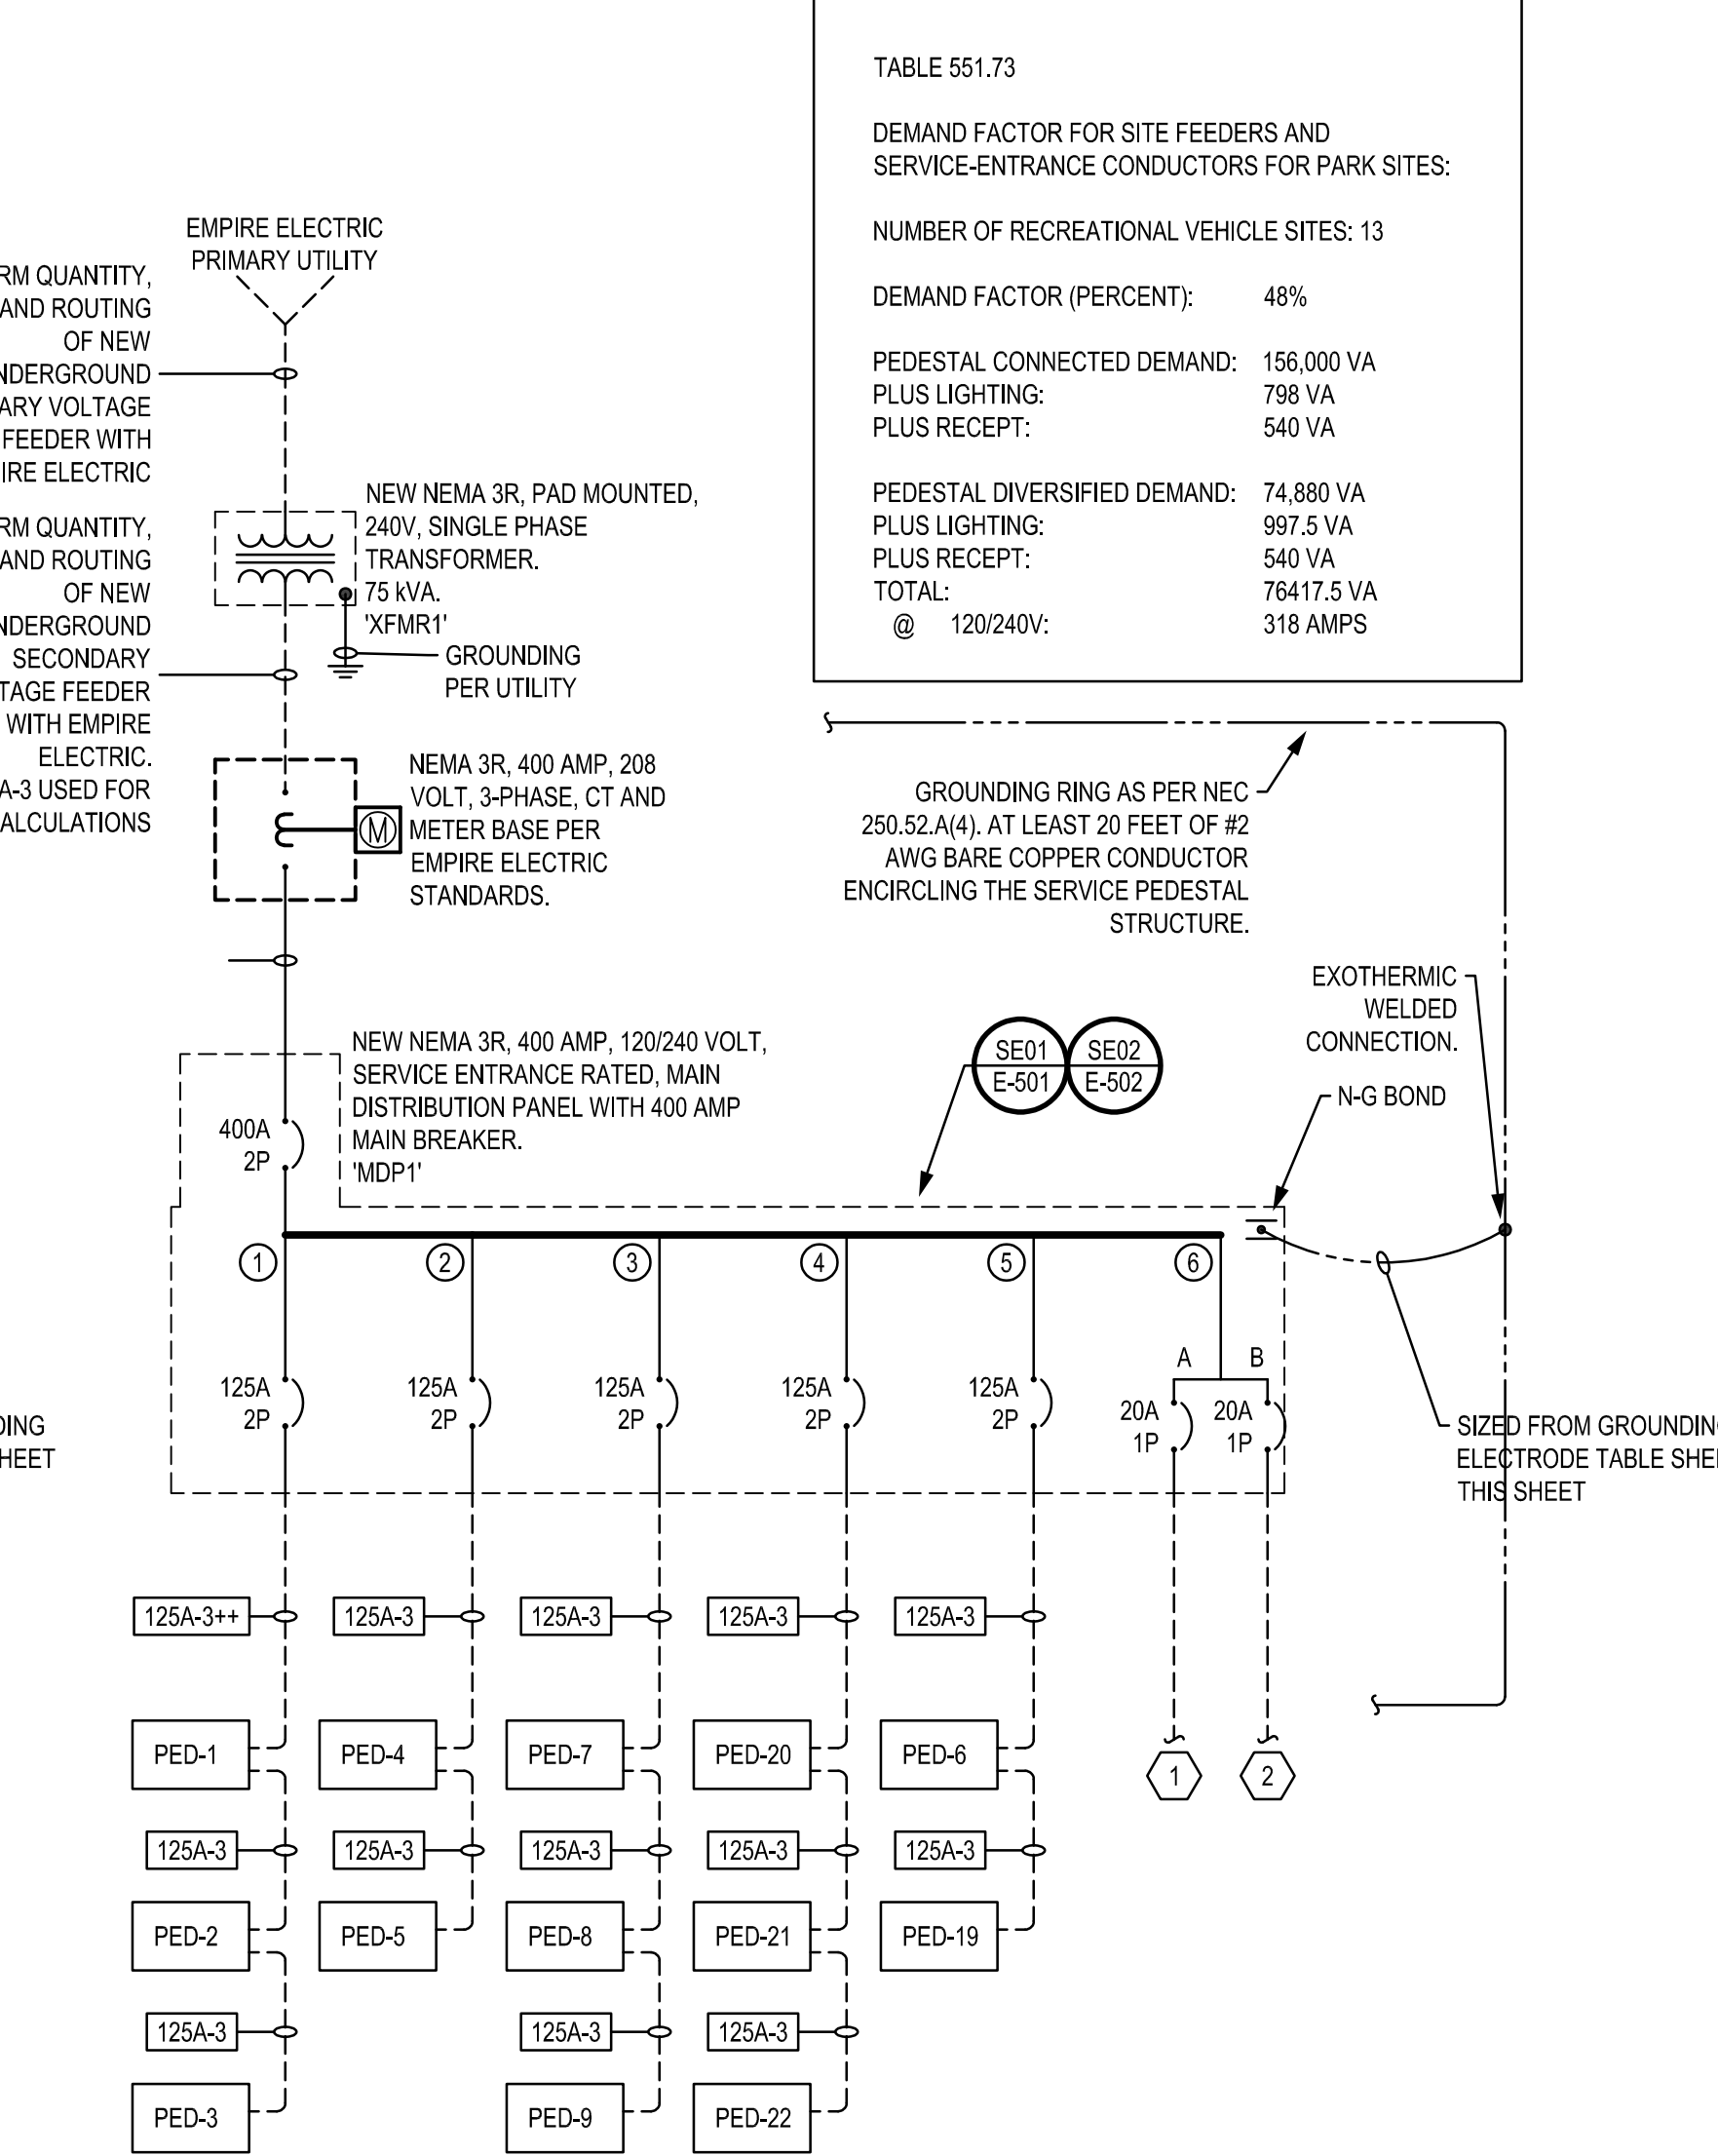 TABLE 551.73
DEMAND FACTOR FOR SITE FEEDERS AND
SERVICE-ENTRANCE CONDUCTORS FOR PARK SITES:
NUMBER OF RECREATIONAL VEHICLE SITES: 13
DEMAND FACTOR (PERCENT): 48%
PEDESTAL CONNECTED DEMAND: 156,000 VA
PLUS LIGHTING: 798 VA
PLUS RECEPT: 540 VA
PEDESTAL DIVERSIFIED DEMAND: 74,880 VA
PLUS LIGHTING: 997.5 VA
PLUS RECEPT: 540 VA
TOTAL: 76417.5 VA
@ 120/240V: 318 AMPS
EMPIRE ELECTRIC
PRIMARY UTILITY
RM QUANTITY,
AND ROUTING
OF NEW
NDERGROUND
ARY VOLTAGE
FEEDER WITH
IRE ELECTRIC
RM QUANTITY,
AND ROUTING
OF NEW
NDERGROUND
SECONDARY
TAGE FEEDER
WITH EMPIRE
ELECTRIC.
A-3 USED FOR
ALCULATIONS
NEW NEMA 3R, PAD MOUNTED,
240V, SINGLE PHASE
TRANSFORMER.
75 kVA.
'XFMR1'
GROUNDING
PER UTILITY
M
NEMA 3R, 400 AMP, 208
VOLT, 3-PHASE, CT AND
METER BASE PER
EMPIRE ELECTRIC
STANDARDS.
GROUNDING RING AS PER NEC
250.52.A(4). AT LEAST 20 FEET OF #2
AWG BARE COPPER CONDUCTOR
ENCIRCLING THE SERVICE PEDESTAL
STRUCTURE.
EXOTHERMIC
WELDED
CONNECTION.
N-G BOND
SE01 SE02
E-501 E-502
NEW NEMA 3R, 400 AMP, 120/240 VOLT,
SERVICE ENTRANCE RATED, MAIN
DISTRIBUTION PANEL WITH 400 AMP
MAIN BREAKER.
'MDP1'
400A
2P
1 2 3 4 5 6
A B
125A 125A 125A 125A 125A 20A 20A
2P 2P 2P 2P 2P 1P 1P
DING
HEET
SIZED FROM GROUNDING
ELECTRODE TABLE SHE
THIS SHEET
125A-3++ 125A-3 125A-3 125A-3 125A-3
PED-1 PED-4 PED-7 PED-20 PED-6 1 2
125A-3 125A-3 125A-3 125A-3 125A-3
PED-2 PED-5 PED-8 PED-21 PED-19
125A-3 125A-3 125A-3
PED-3 PED-9 PED-22